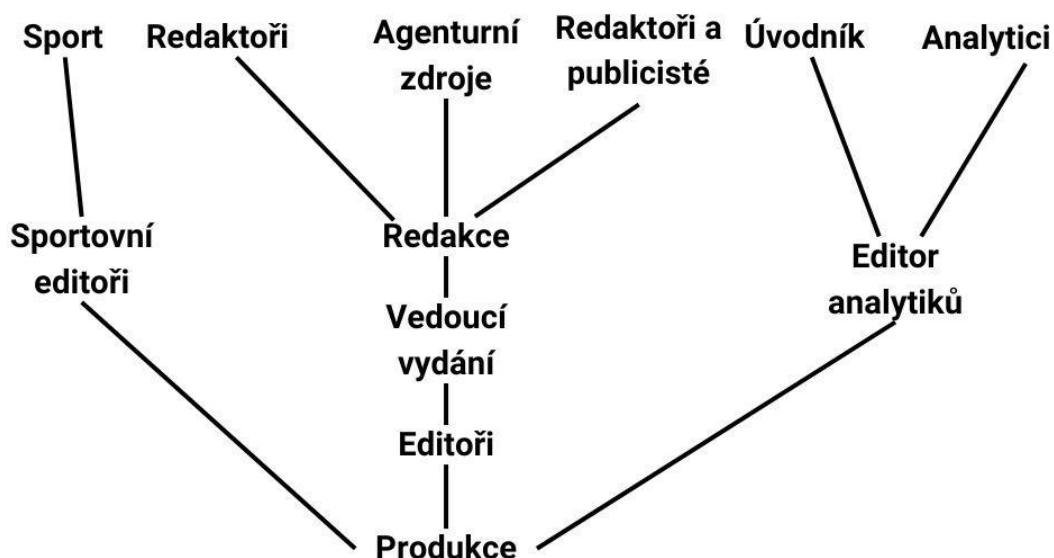 Sport
Redaktoři
Agenturní
zdroje
Redaktoři a
publicisté
Úvodník
Analytici
Sportovní
editoři
Redakce
Editor
analytiků
Vedoucí
vydání
Editoři
Produkce